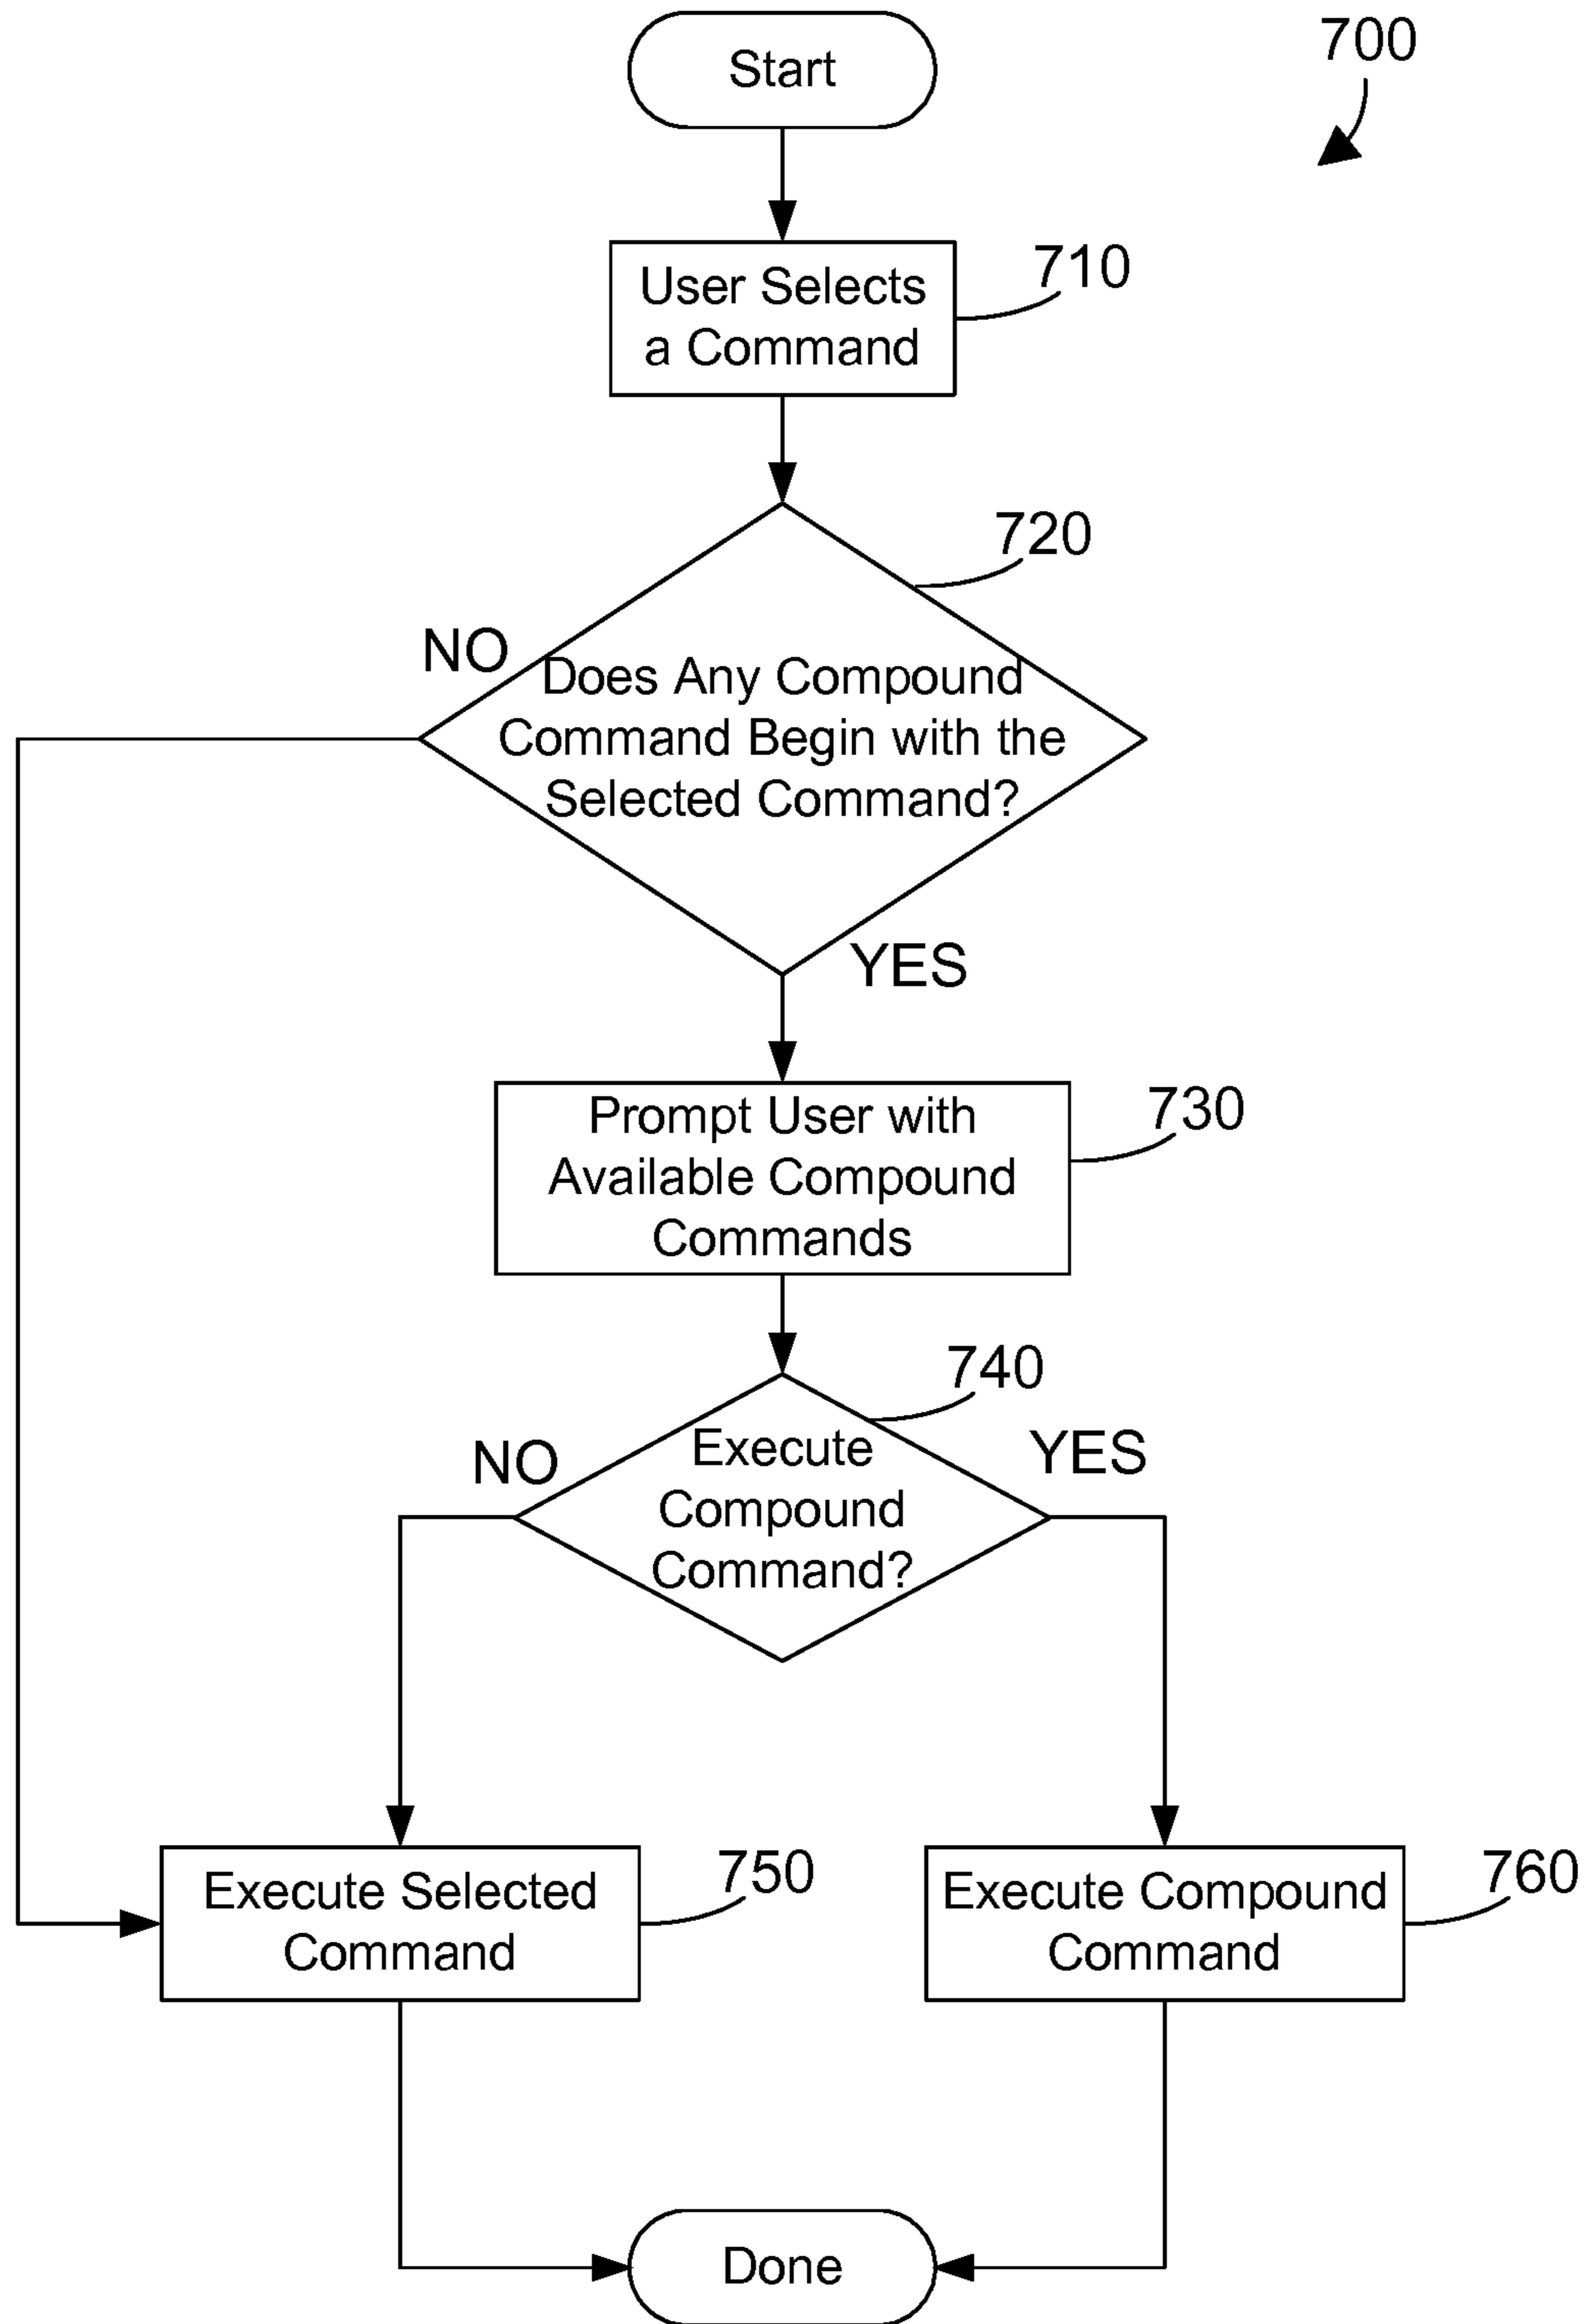 Start
700
User Selects
a Command
710
720
NO
Does Any Compound
Command Begin with the
Selected Command?
YES
Prompt User with
Available Compound
Commands
730
740
NO
Execute
Compound
Command?
YES
Execute Selected
Command
750
Execute Compound
Command
760
Done